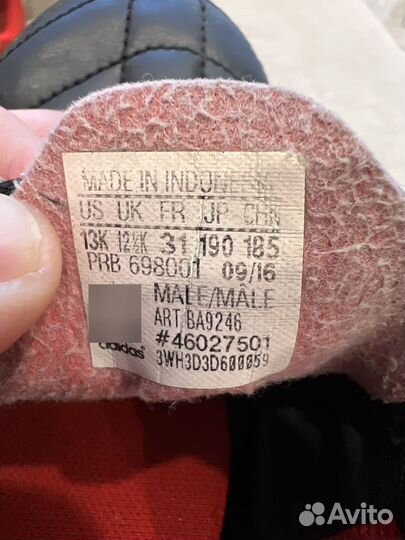 MADE IN INDONESIA
US UK FR JP CHN
13K 12½K 31 190 185
PRB 698001 09/16
MALE/MÂLE
ART BA9246
adidas
#46027501
3WH3D3D600059
Avito